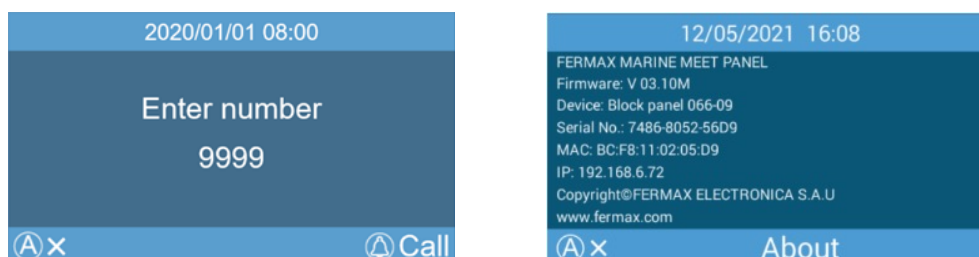 2020/01/01 08:00
Enter number
9999
Ⓐ× Call
12/05/2021 16:08
FERMAX MARINE MEET PANEL
Firmware: V 03.10M
Device: Block panel 066-09
Serial No.: 7486-8052-56D9
MAC: BC:F8:11:02:05:D9
IP: 192.168.6.72
Copyright©FERMAX ELECTRONICA S.A.U
www.fermax.com
Ⓐ× About